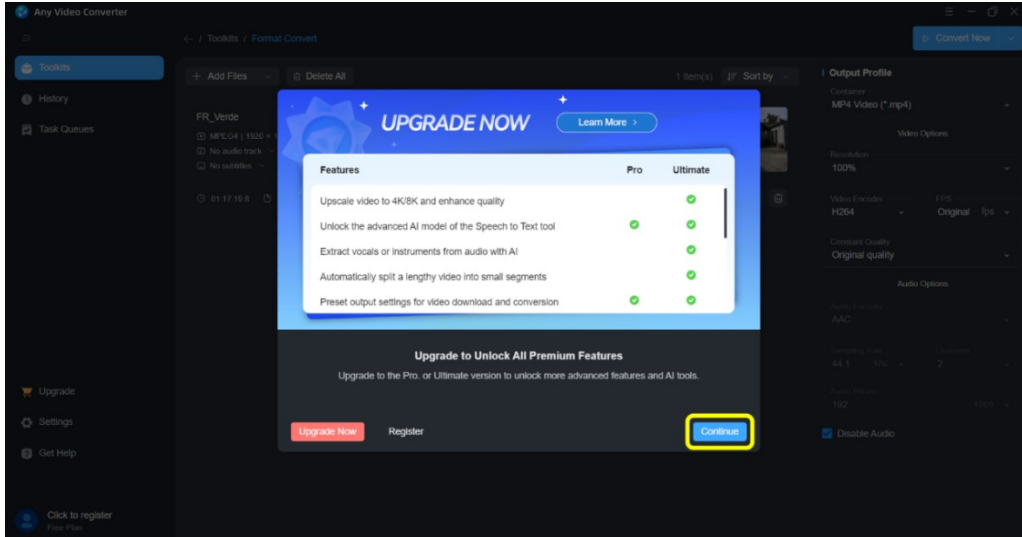 Any Video Converter
← / Toolkits / Format Convert
Convert Now
Toolkits
History
Task Queues
Upgrade
Settings
Get Help
Click to register
Free Plan
+ Add Files
Delete All
1 Item(s)
Sort by
FR_Verde
No audio track
No subtitles
UPGRADE NOW
Learn More >
Features Pro Ultimate
Upscale video to 4K/8K and enhance quality
Unlock the advanced AI model of the Speech to Text tool
Extract vocals or instruments from audio with AI
Automatically split a lengthy video into small segments
Preset output settings for video download and conversion
Upgrade to Unlock All Premium Features
Upgrade to the Pro. or Ultimate version to unlock more advanced features and AI tools.
Upgrade Now
Register
Continue
Output Profile
Container
MP4 Video (*.mp4)
Video Options
Resolution
100%
Video Encoder FPS
H264 Original fps
Constant Quality
Original quality
Audio Options
AAC
44.1 2
192 kbps
Disable Audio